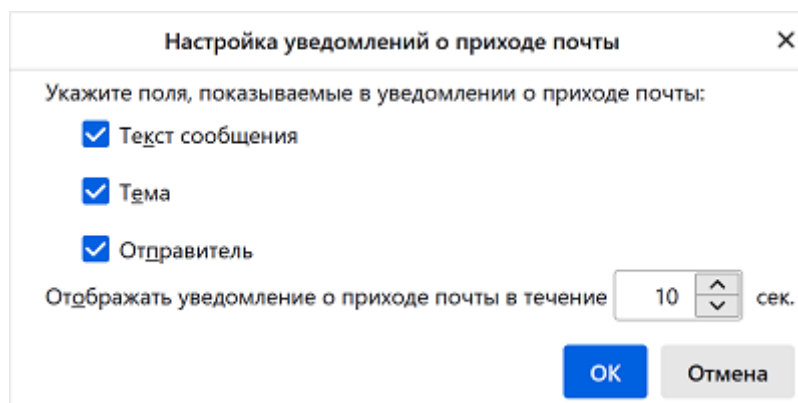 Настройка уведомлений о приходе почты
Укажите поля, показываемые в уведомлении о приходе почты:
Текст сообщения
Тема
Отправитель
Отображать уведомление о приходе почты в течение 10 сек.
ОК Отмена